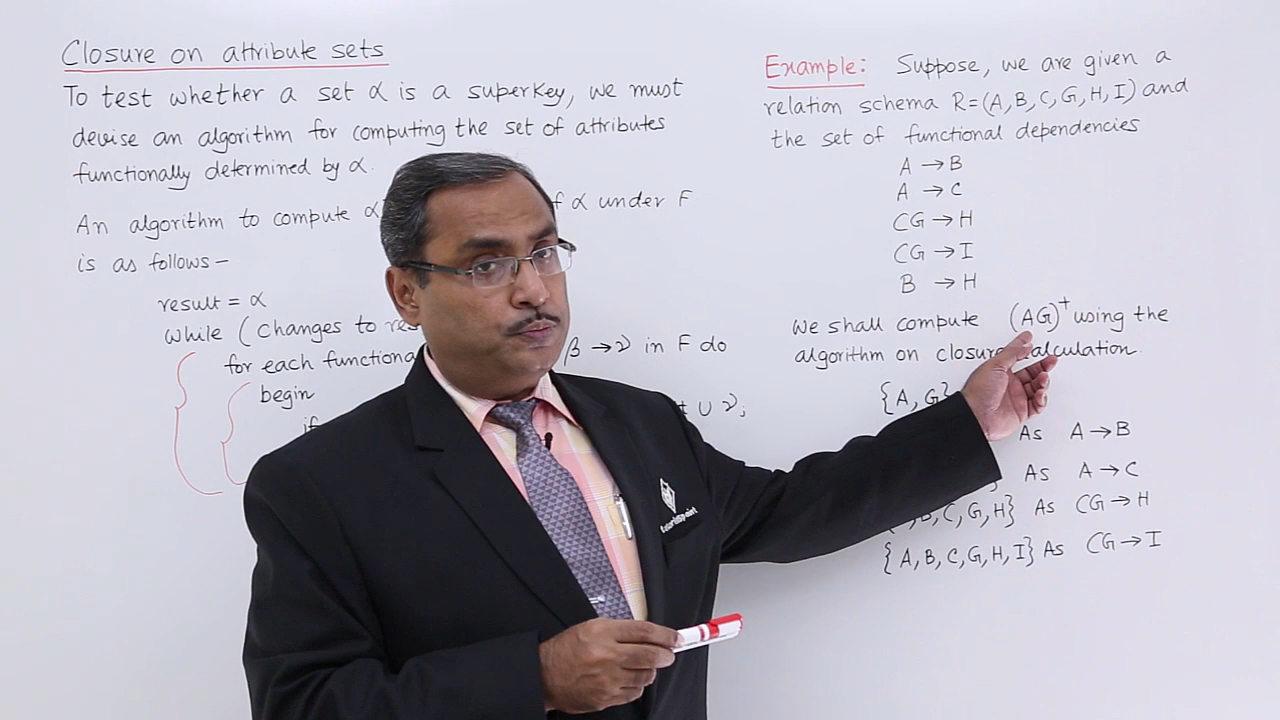 Closure on attribute sets
To test whether a set α is a superkey, we must
devise an algorithm for computing the set of attributes
functionally determined by α.
An algorithm to compute α f α under F
is as follows –
result = α
while (changes to res
for each functiona β → ν in F do
begin
if t ∪ ν;
Example: Suppose, we are given a
relation schema R=(A, B, C, G, H, I) and
the set of functional dependencies
A → B
A → C
CG → H
CG → I
B → H
We shall compute (AG)⁺ using the
algorithm on closure calculation
{A, G}
As A → B
As A → C
B, C, G, H} As CG → H
{A, B, C, G, H, I} As CG → I
tutorialspoint